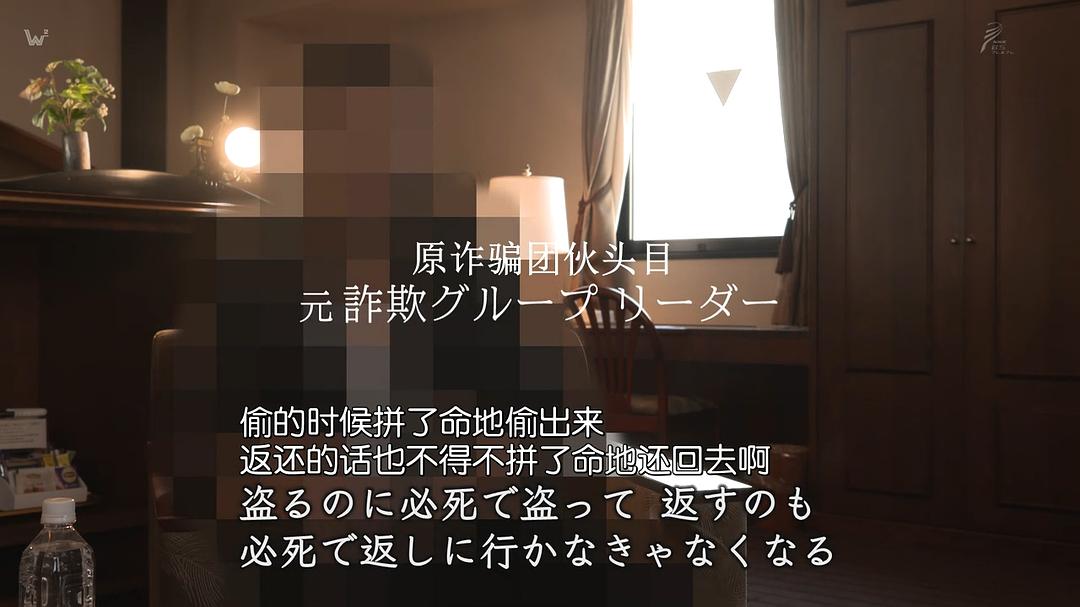 W
原诈骗团伙头目
元 詐欺グループ リーダー
偷的时候拼了命地偷出来
返还的话也不得不拼了命地还回去啊
盗るのに必死で盗って 返すのも
必死で返しに行かなきゃなくなる